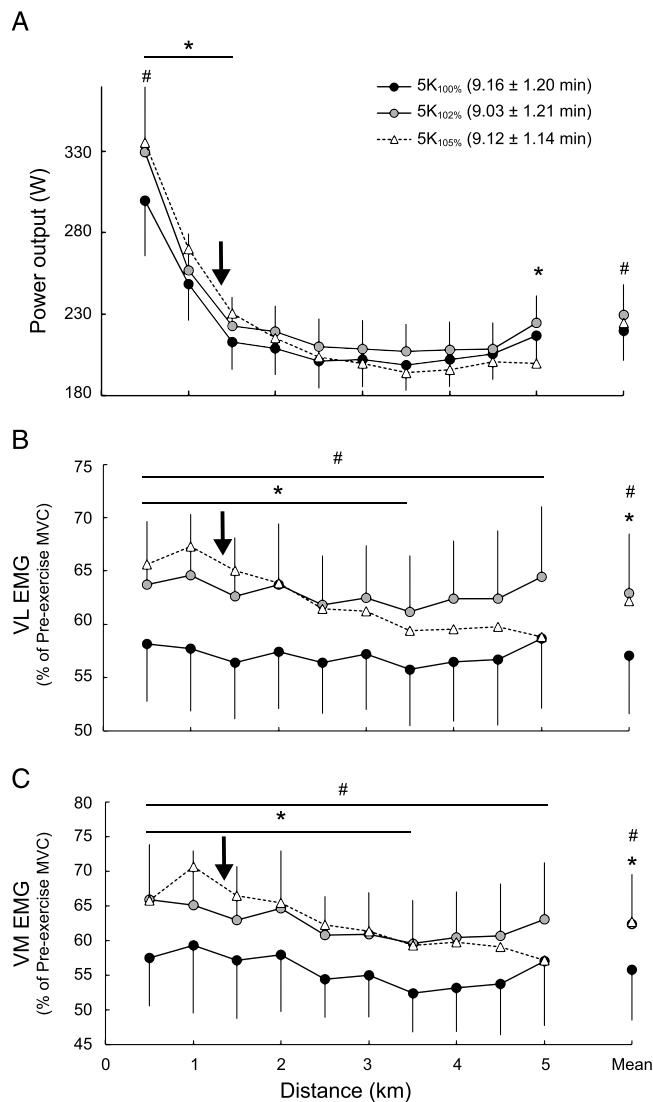 A
*
#
5K100% (9.16 ± 1.20 min)
5K102% (9.03 ± 1.21 min)
5K105% (9.12 ± 1.14 min)
330
280
230
180
Power output (W)
*
#
B
75
70
65
60
55
50
VL EMG
(% of Pre-exercise MVC)
#
*
#
*
C
80
75
70
65
60
55
50
45
VM EMG
(% of Pre-exercise MVC)
#
*
#
*
0 1 2 3 4 5 Mean
Distance (km)